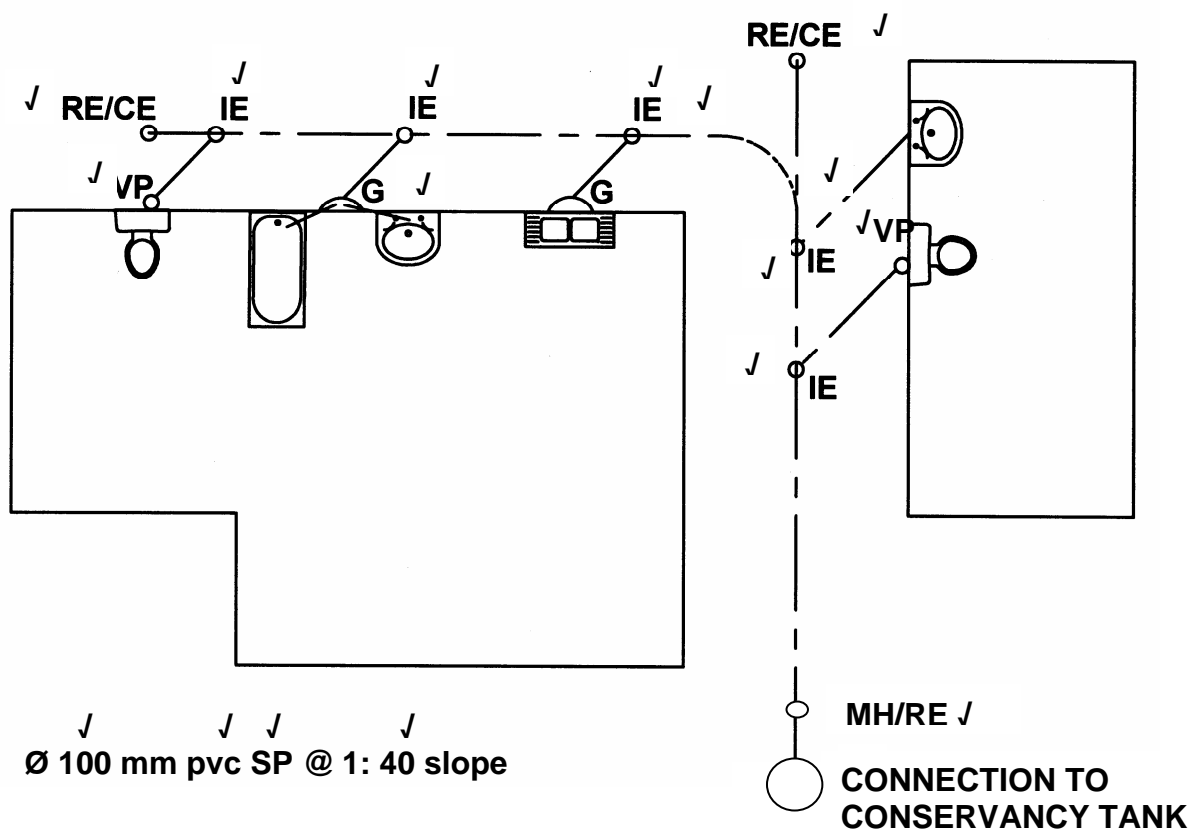 RE/CE √
√ √ √ √
√ RE/CE IE IE IE
√ VP √ G G √
√ VP
√ IE
√ IE
MH/RE √
√ √ √ √
Ø 100 mm pvc SP @ 1: 40 slope
CONNECTION TO
CONSERVANCY TANK